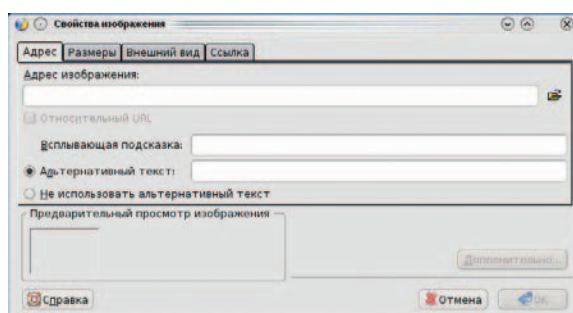 Свойства изображения
Адрес Размеры Внешний вид Ссылка
Адрес изображения:
Относительный URL
Всплывающая подсказка:
Альтернативный текст:
Не использовать альтернативный текст
Предварительный просмотр изображения
Дополнительно...
Справка Отмена OK